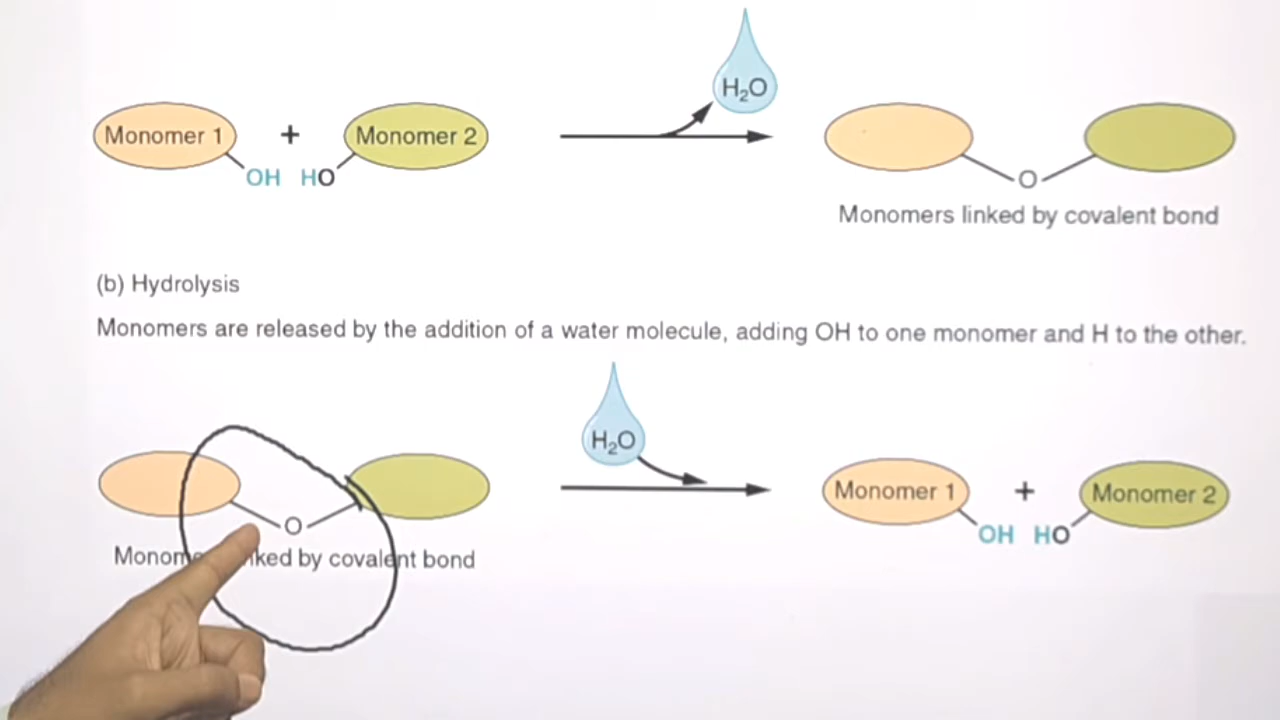 H₂O
Monomer 1 + Monomer 2
OH HO
O
Monomers linked by covalent bond
(b) Hydrolysis
Monomers are released by the addition of a water molecule, adding OH to one monomer and H to the other.
H₂O
Monomer 1 + Monomer 2
O
OH HO
by covalent bond